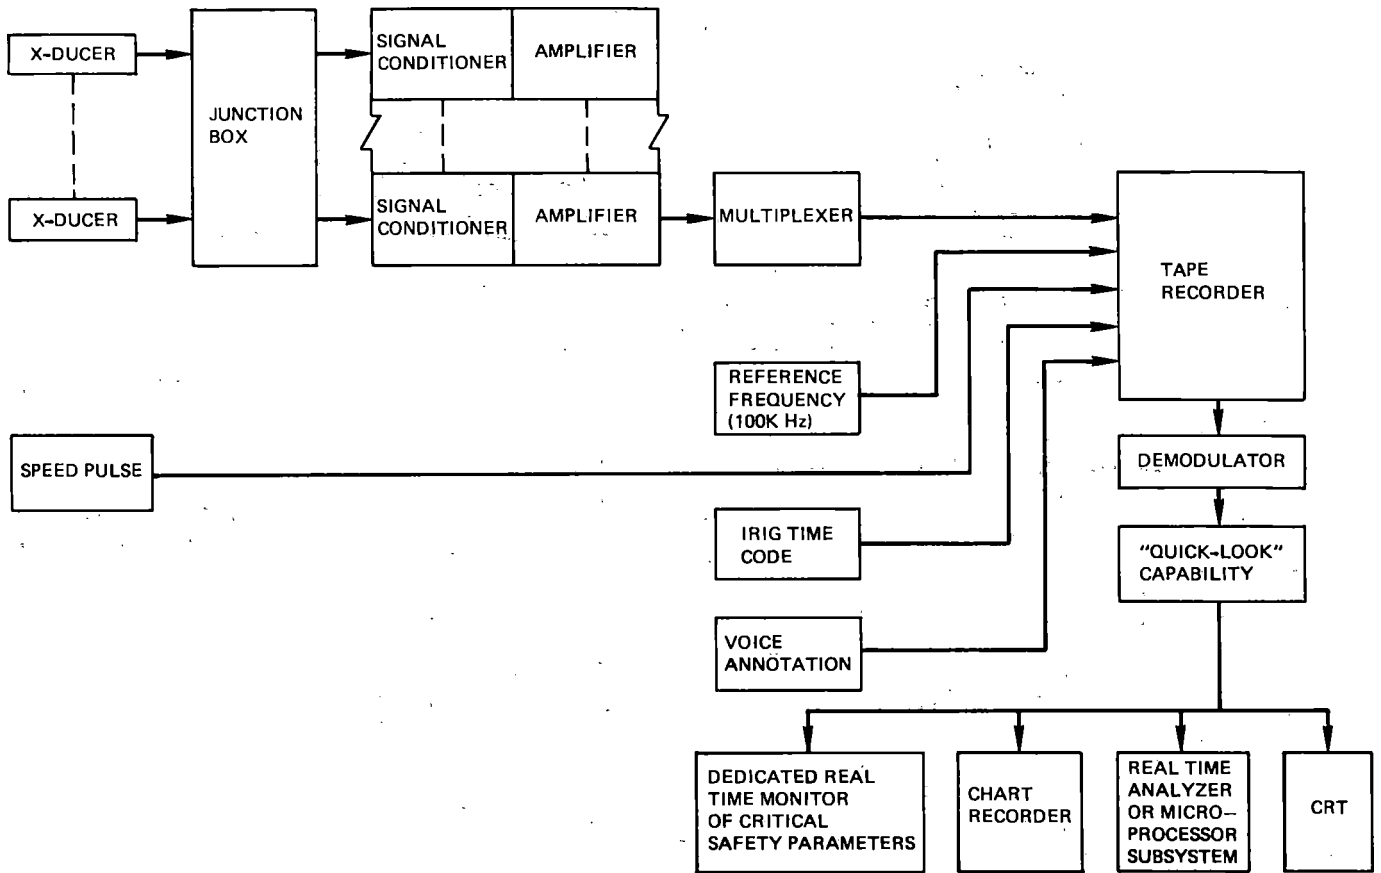 X-DUCER
JUNCTION
BOX
SIGNAL
CONDITIONER
AMPLIFIER
X-DUCER
SIGNAL
CONDITIONER
AMPLIFIER
MULTIPLEXER
TAPE
RECORDER
REFERENCE
FREQUENCY
(100K Hz)
SPEED PULSE
DEMODULATOR
IRIG TIME
CODE
"QUICK-LOOK"
CAPABILITY
VOICE
ANNOTATION
DEDICATED REAL
TIME MONITOR
OF CRITICAL
SAFETY PARAMETERS
CHART
RECORDER
REAL TIME
ANALYZER
OR MICRO-
PROCESSOR
SUBSYSTEM
CRT